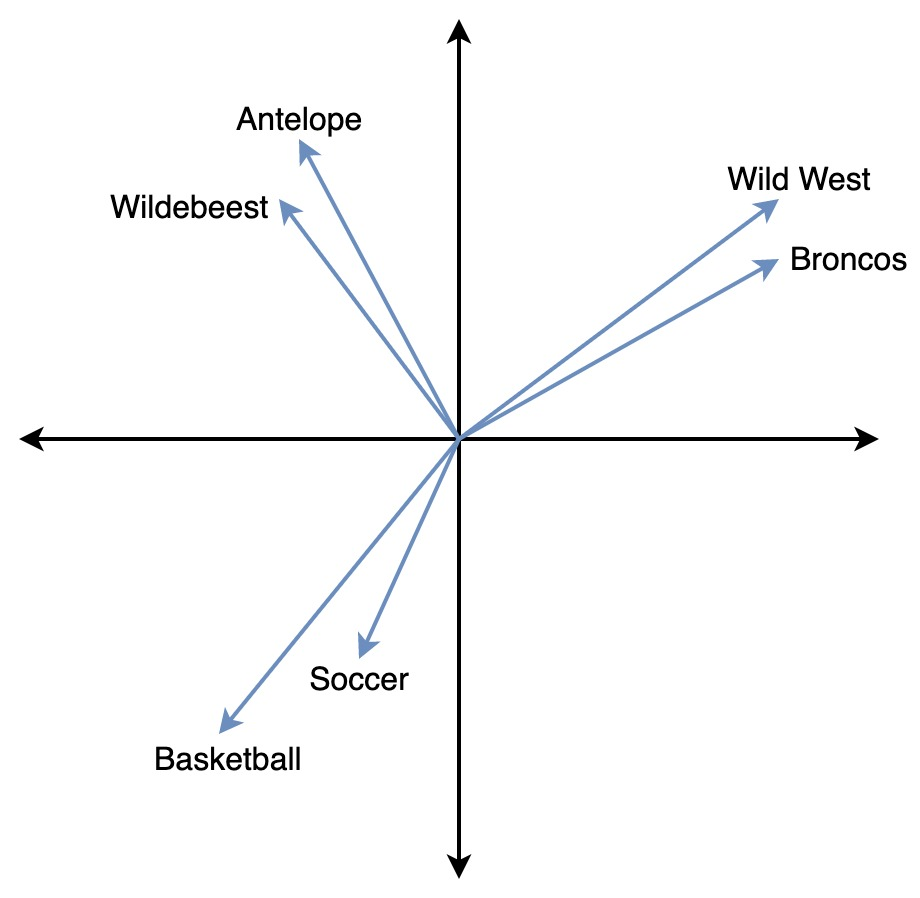 Antelope
Wild West
Wildebeest
Broncos
Soccer
Basketball